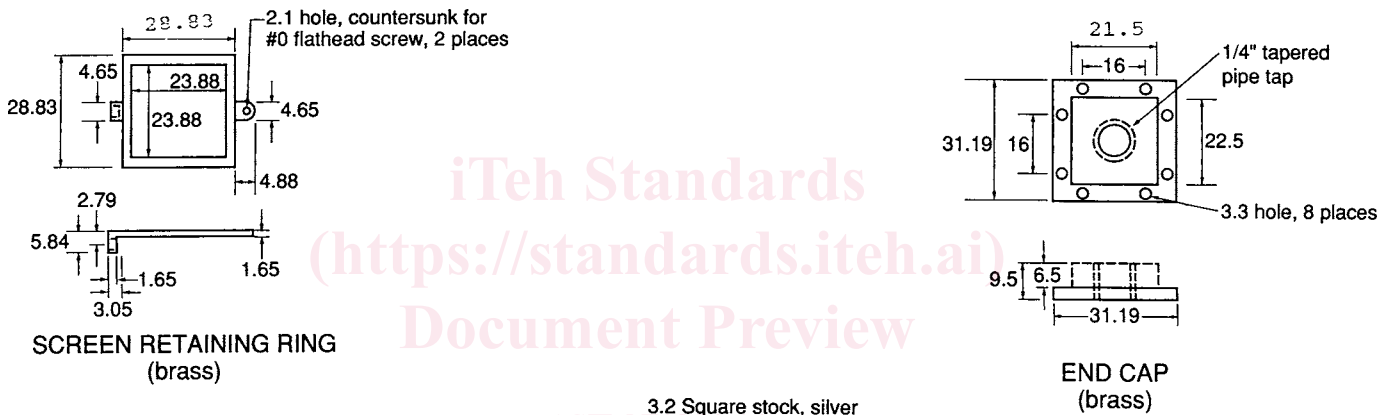 28.83
2.1 hole, countersunk for
#0 flathead screw, 2 places
4.65
23.88
28.83
23.88
4.65
4.88
2.79
5.84
1.65
1.65
3.05
SCREEN RETAINING RING
(brass)
21.5
16
1/4" tapered
pipe tap
31.19
16
22.5
3.3 hole, 8 places
9.5
6.5
31.19
END CAP
(brass)
iTeh Standards
(https://standards.iteh.ai)
Document Preview
3.2 Square stock, silver